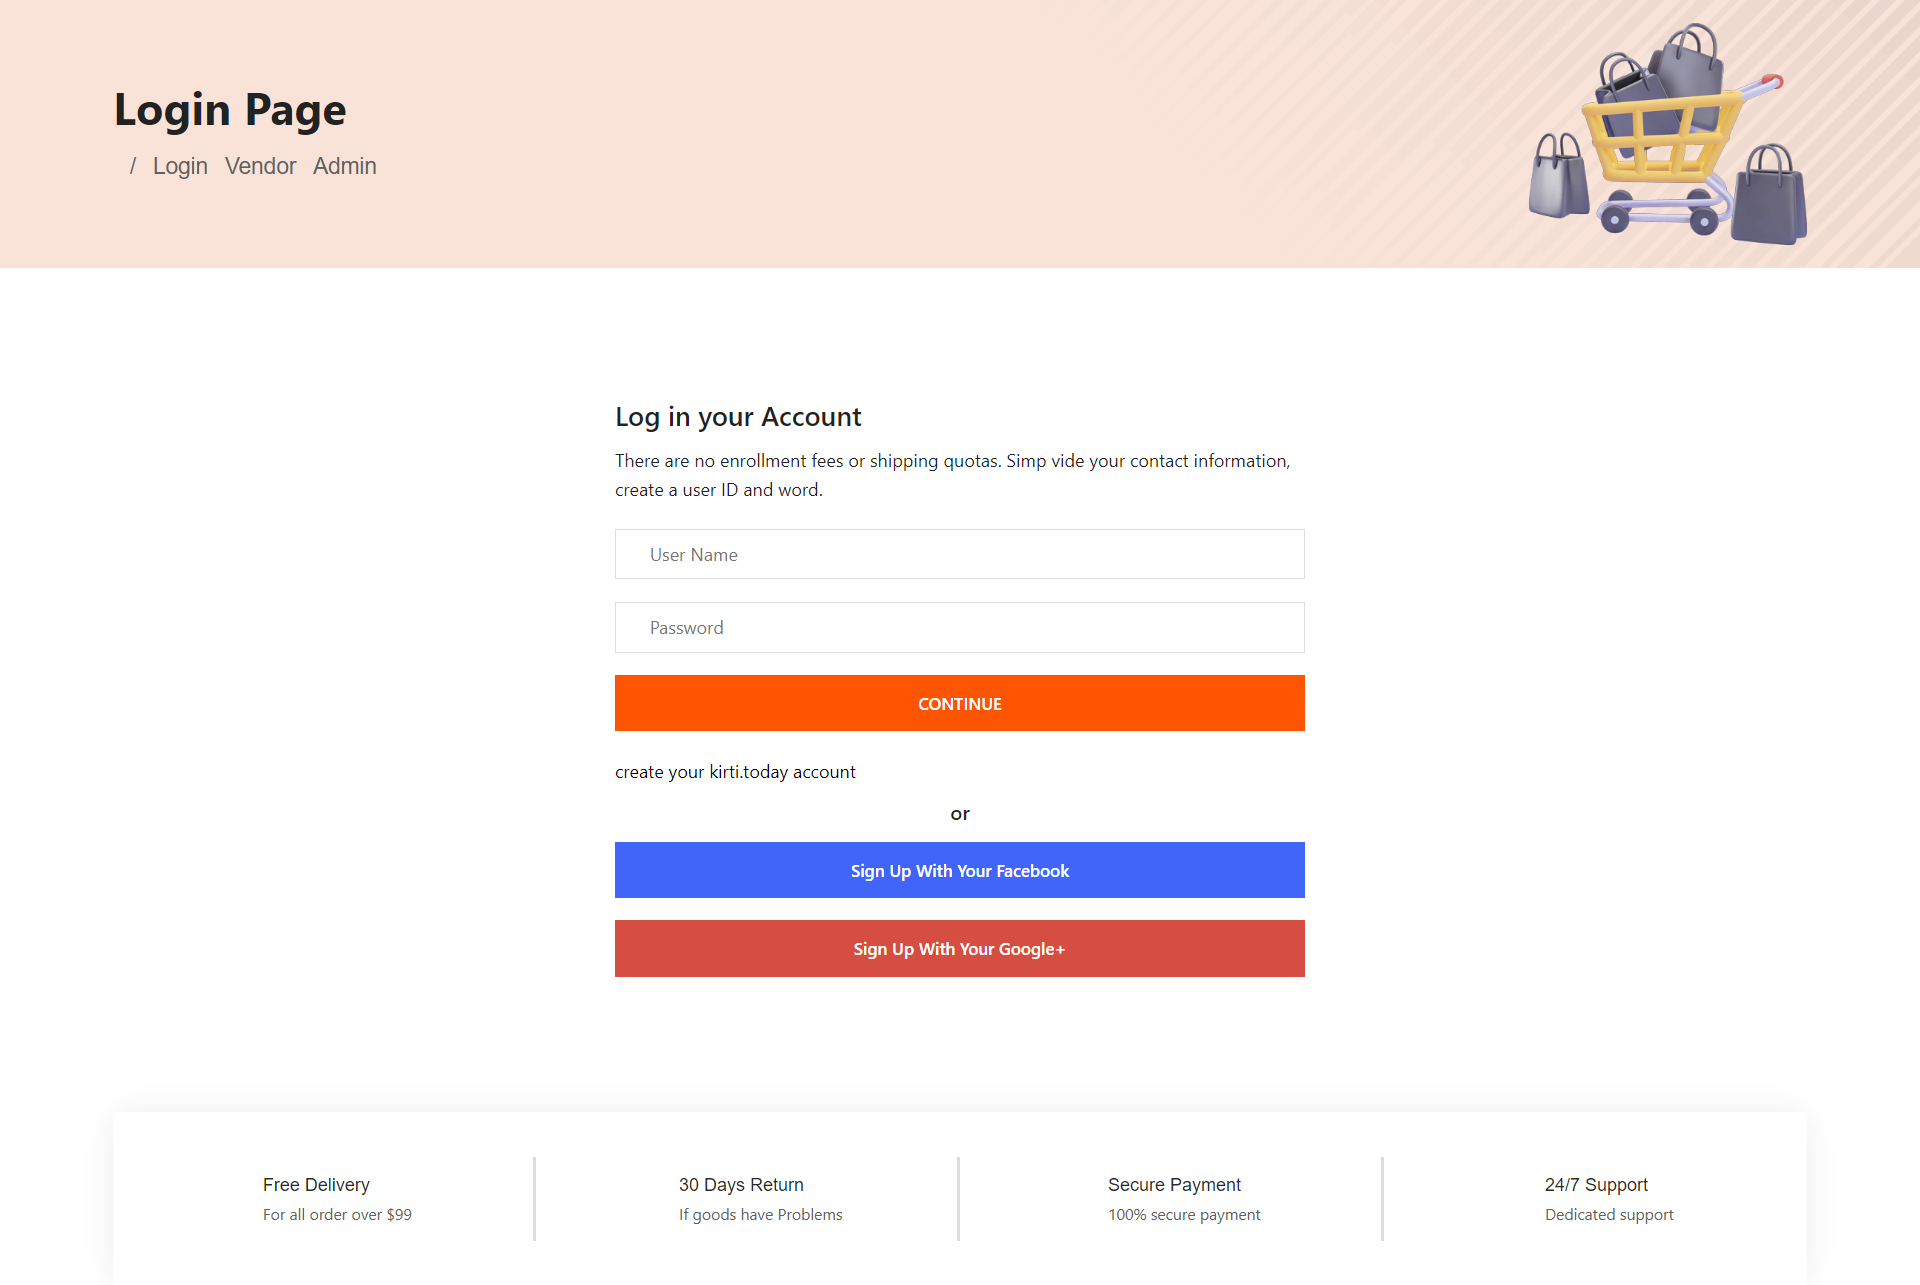 Login Page
/ Login Vendor Admin
Log in your Account
There are no enrollment fees or shipping quotas. Simp vide your contact information,
create a user ID and word.
User Name
Password
CONTINUE
create your kirti.today account
or
Sign Up With Your Facebook
Sign Up With Your Google+
Free Delivery
For all order over $99
30 Days Return
If goods have Problems
Secure Payment
100% secure payment
24/7 Support
Dedicated support